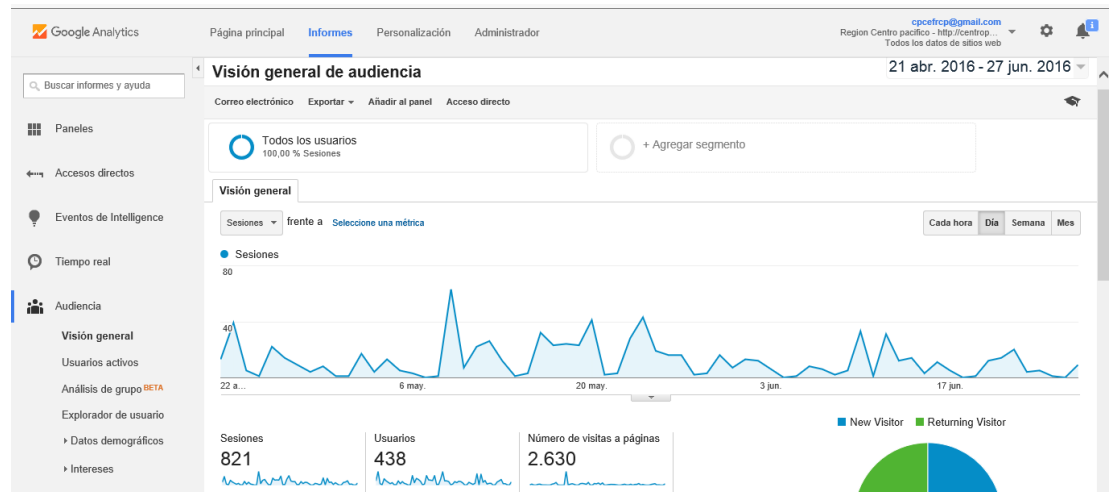 Google Analytics
Página principal
Informes
Personalización
Administrador
cpcefrcp@gmail.com
Region Centro pacifico - http://centrop...
Todos los datos de sitios web
Buscar informes y ayuda
Visión general de audiencia
21 abr. 2016 - 27 jun. 2016
Correo electrónico
Exportar
Añadir al panel
Acceso directo
Paneles
Accesos directos
Eventos de Intelligence
Tiempo real
Audiencia
Visión general
Usuarios activos
Análisis de grupo BETA
Explorador de usuario
Datos demográficos
Intereses
Todos los usuarios
100,00 % Sesiones
+ Agregar segmento
Visión general
Sesiones
frente a
Seleccione una métrica
Cada hora
Día
Semana
Mes
Sesiones
80
40
22 a...
6 may.
20 may.
3 jun.
17 jun.
New Visitor
Returning Visitor
Sesiones
821
Usuarios
438
Número de visitas a páginas
2.630